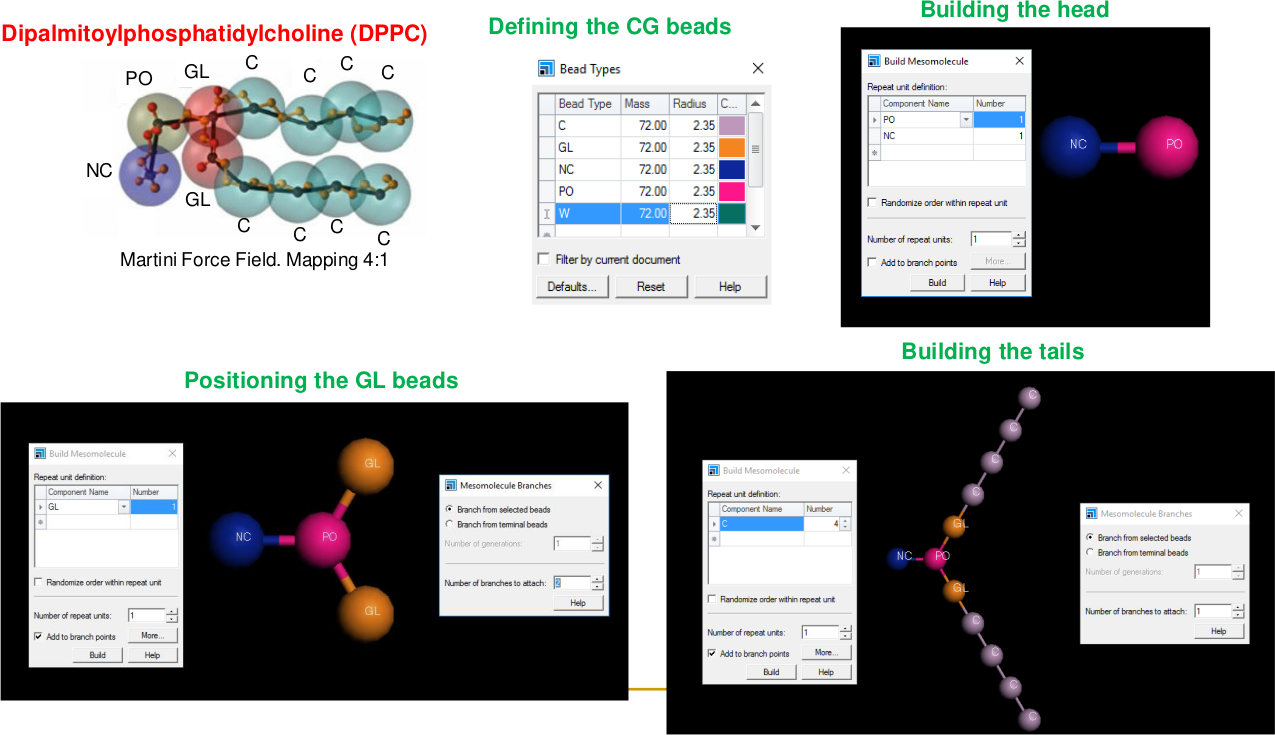 Dipalmitoylphosphatidylcholine (DPPC)
PO
GL
C
C
C
C
NC
GL
C
C
C
C
Martini Force Field. Mapping 4:1
Defining the CG beads
Bead Types
Bead Type Mass Radius C...
C 72.00 2.35
GL 72.00 2.35
NC 72.00 2.35
PO 72.00 2.35
W 72.00 2.35
Filter by current document
Defaults... Reset Help
Building the head
Build Mesomolecule
Repeat unit definition:
Component Name Number
PO 1
NC 1
Randomize order within repeat unit
Number of repeat units: 1
Add to branch points More...
Build Help
NC PO
Positioning the GL beads
Build Mesomolecule
Repeat unit definition:
Component Name Number
GL 1
Randomize order within repeat unit
Number of repeat units: 1
Add to branch points More...
Build Help
GL
NC PO
GL
Mesomolecule Branches
Branch from selected beads
Branch from terminal beads
Number of generations: 1
Number of branches to attach: 2
Help
Building the tails
Build Mesomolecule
Repeat unit definition:
Component Name Number
C 4
Randomize order within repeat unit
Number of repeat units: 1
Add to branch points More...
Build Help
C
C
C
C
GL
NC PO
GL
C
C
C
C
Mesomolecule Branches
Branch from selected beads
Branch from terminal beads
Number of generations: 1
Number of branches to attach: 1
Help